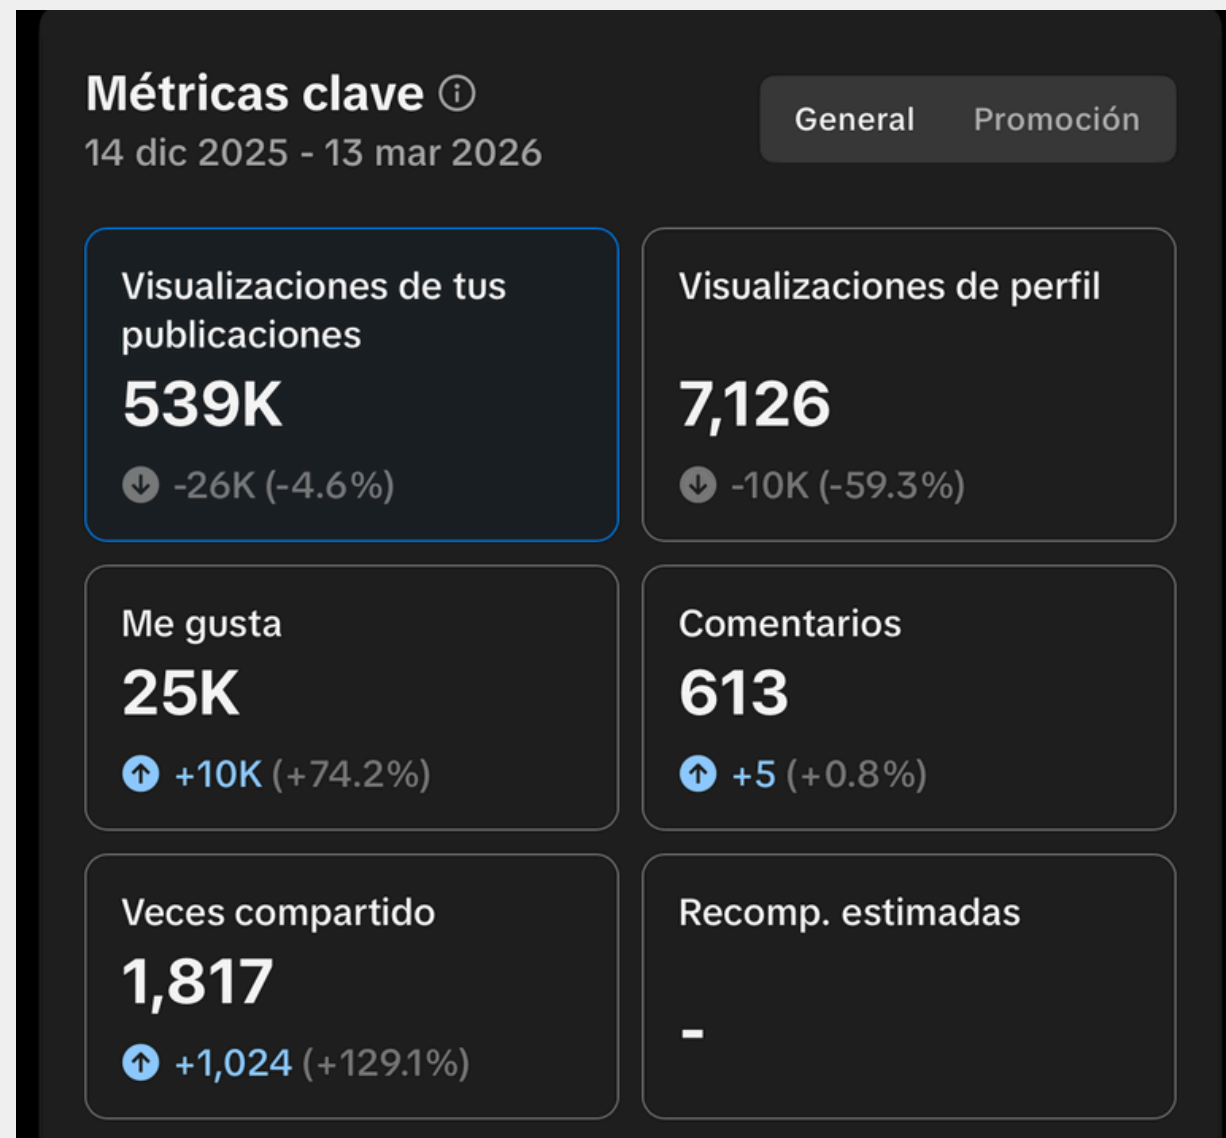 Métricas clave
General
Promoción
14 dic 2025 - 13 mar 2026
Visualizaciones de tus
publicaciones
539K
-26K (-4.6%)
Visualizaciones de perfil
7,126
-10K (-59.3%)
Me gusta
25K
+10K (+74.2%)
Comentarios
613
+5 (+0.8%)
Veces compartido
1,817
+1,024 (+129.1%)
Recomp. estimadas
-